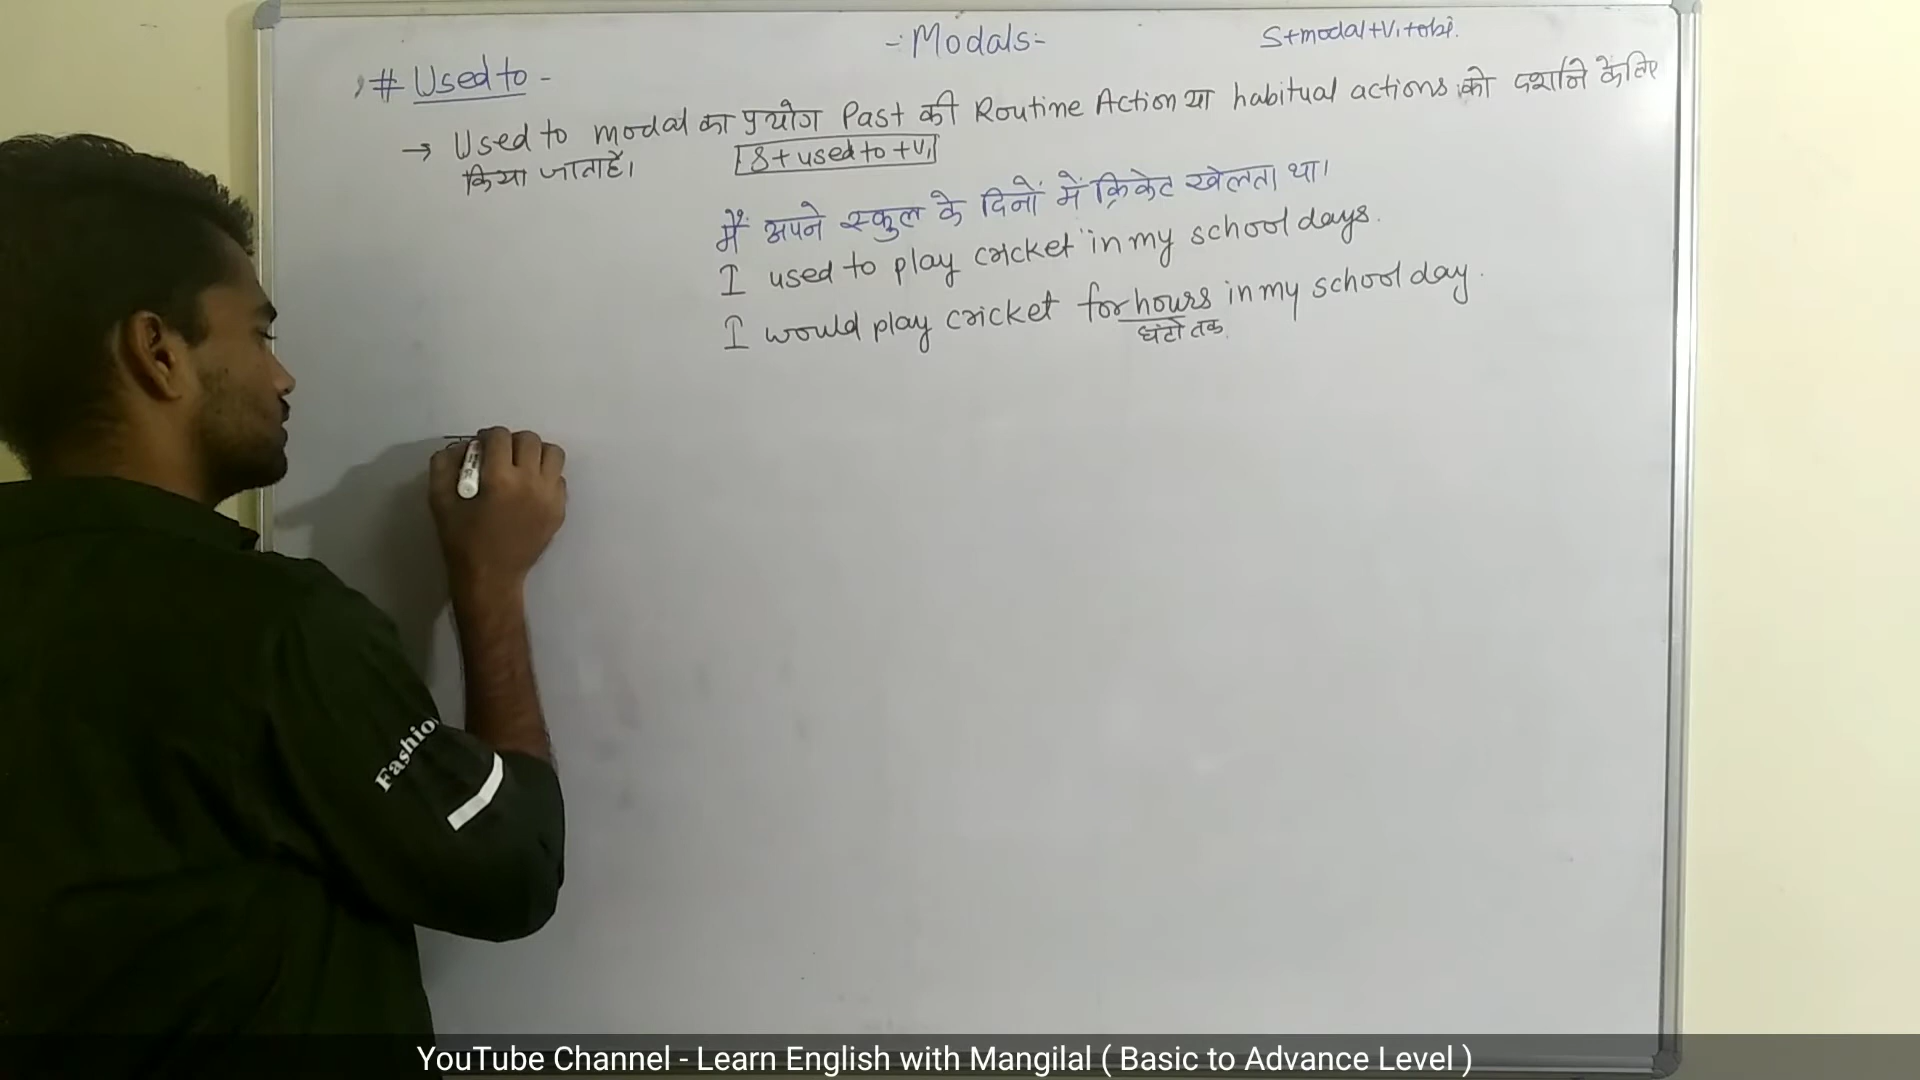 -: Modals:-
S+modal+V₁+obj.
# Used to -
→ Used to modal का प्रयोग Past की Routine Action या habitual actions को दर्शाने के लिए
किया जाता है।
S + used to + V₁
मैं अपने स्कुल के दिनों में क्रिकेट खेलता था।
I used to play cricket in my school days.
I would play cricket for hours in my school day.
घंटो तक
Fashio
YouTube Channel - Learn English with Mangilal ( Basic to Advance Level )